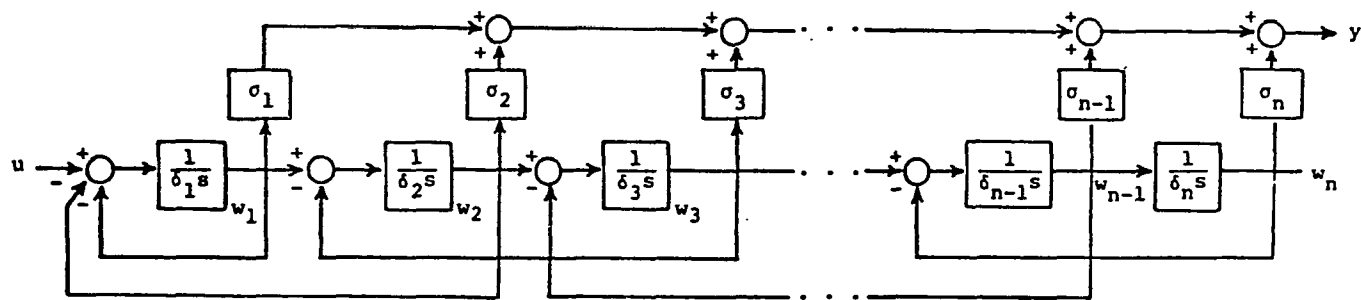 + + + + y
+ + + +
σ1 σ2 σ3 σn-1 σn
u + 1/δ1s + 1/δ2s + 1/δ3s · · · + 1/δn-1s 1/δns wn
- - w1 - w2 - w3 - wn-1
· · ·